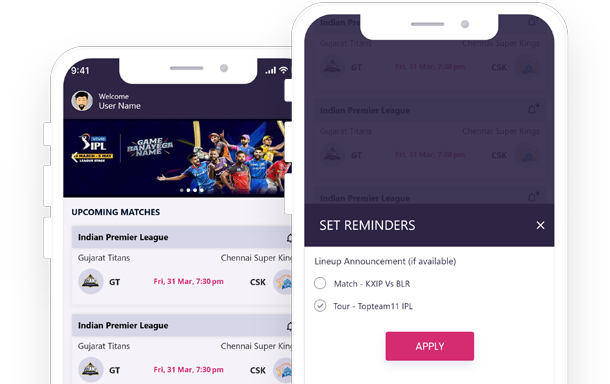 9:41
Welcome
User Name
IPL
GAME
BANAYEGA
NAME
UPCOMING MATCHES
Indian Premier League
Gujarat Titans Chennai Super Kings
GT Fri, 31 Mar, 7:30 pm CSK
Indian Premier League
Gujarat Titans Chennai Super Kings
GT Fri, 31 Mar, 7:30 pm CSK
Gujarat Titans Chennai Super Kings
GT Fri, 31 Mar, 7:30 pm CSK
Indian Premier League
Gujarat Titans Chennai Super Kings
GT Fri, 31 Mar, 7:30 pm CSK
Indian Premier League
SET REMINDERS
Lineup Announcement (if available)
Match - KXIP Vs BLR
Tour - Topteam11 IPL
APPLY